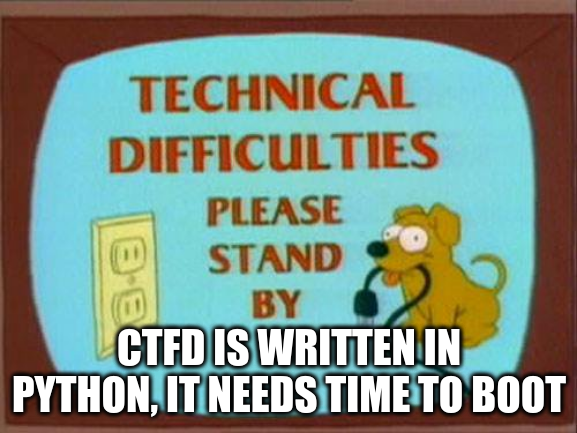 TECHNICAL
DIFFICULTIES
PLEASE
STAND
BY
CTFD IS WRITTEN IN
PYTHON, IT NEEDS TIME TO BOOT